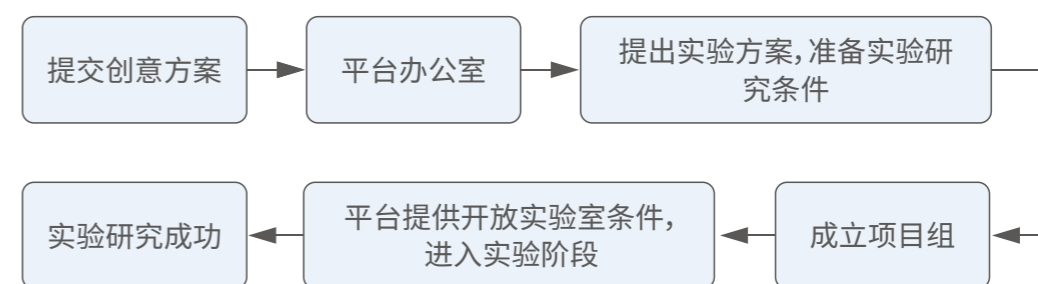 提交创意方案
平台办公室
提出实验方案,准备实验研
究条件
成立项目组
平台提供开放实验室条件,
进入实验阶段
实验研究成功